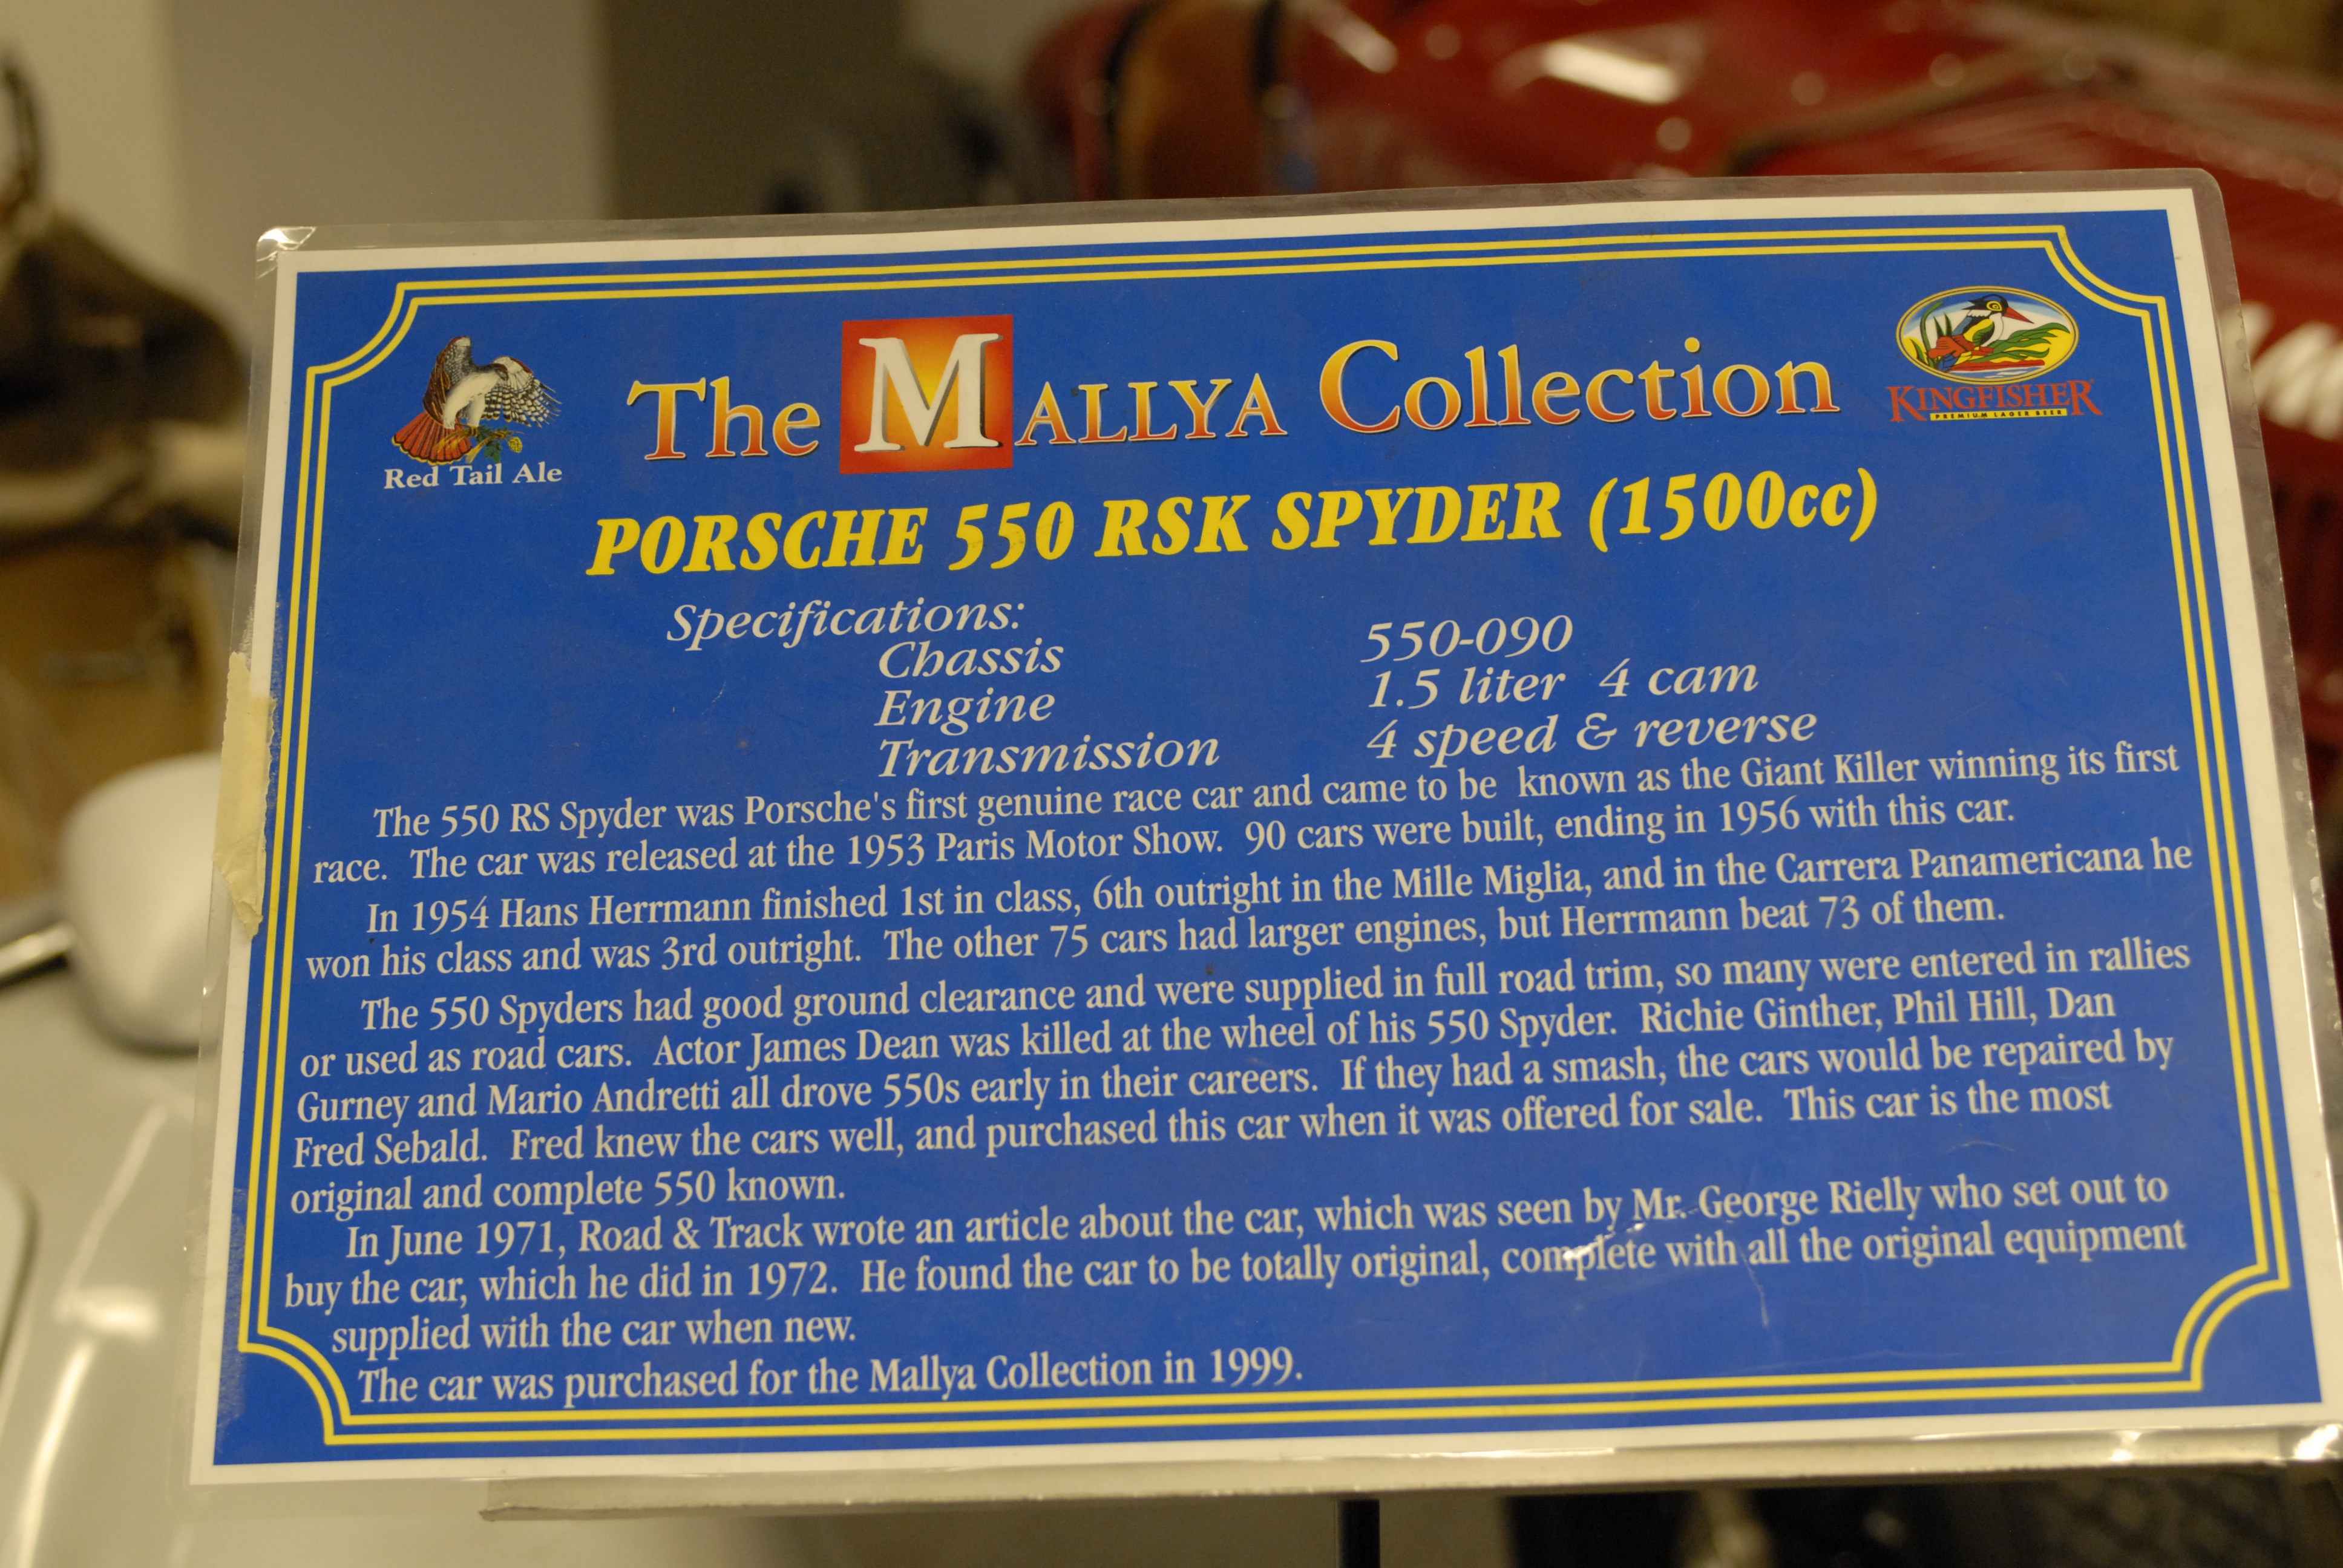 The MALLYA Collection
Red Tail Ale
KINGFISHER
PREMIUM LAGER BEER
PORSCHE 550 RSK SPYDER (1500cc)
Specifications:
Chassis 550-090
Engine 1.5 liter 4 cam
Transmission 4 speed & reverse
The 550 RS Spyder was Porsche's first genuine race car and came to be known as the Giant Killer winning its first
race. The car was released at the 1953 Paris Motor Show. 90 cars were built, ending in 1956 with this car.
In 1954 Hans Herrmann finished 1st in class, 6th outright in the Mille Miglia, and in the Carrera Panamericana he
won his class and was 3rd outright. The other 75 cars had larger engines, but Herrmann beat 73 of them.
The 550 Spyders had good ground clearance and were supplied in full road trim, so many were entered in rallies
or used as road cars. Actor James Dean was killed at the wheel of his 550 Spyder. Richie Ginther, Phil Hill, Dan
Gurney and Mario Andretti all drove 550s early in their careers. If they had a smash, the cars would be repaired by
Fred Sebald. Fred knew the cars well, and purchased this car when it was offered for sale. This car is the most
original and complete 550 known.
In June 1971, Road & Track wrote an article about the car, which was seen by Mr. George Rielly who set out to
buy the car, which he did in 1972. He found the car to be totally original, complete with all the original equipment
supplied with the car when new.
The car was purchased for the Mallya Collection in 1999.